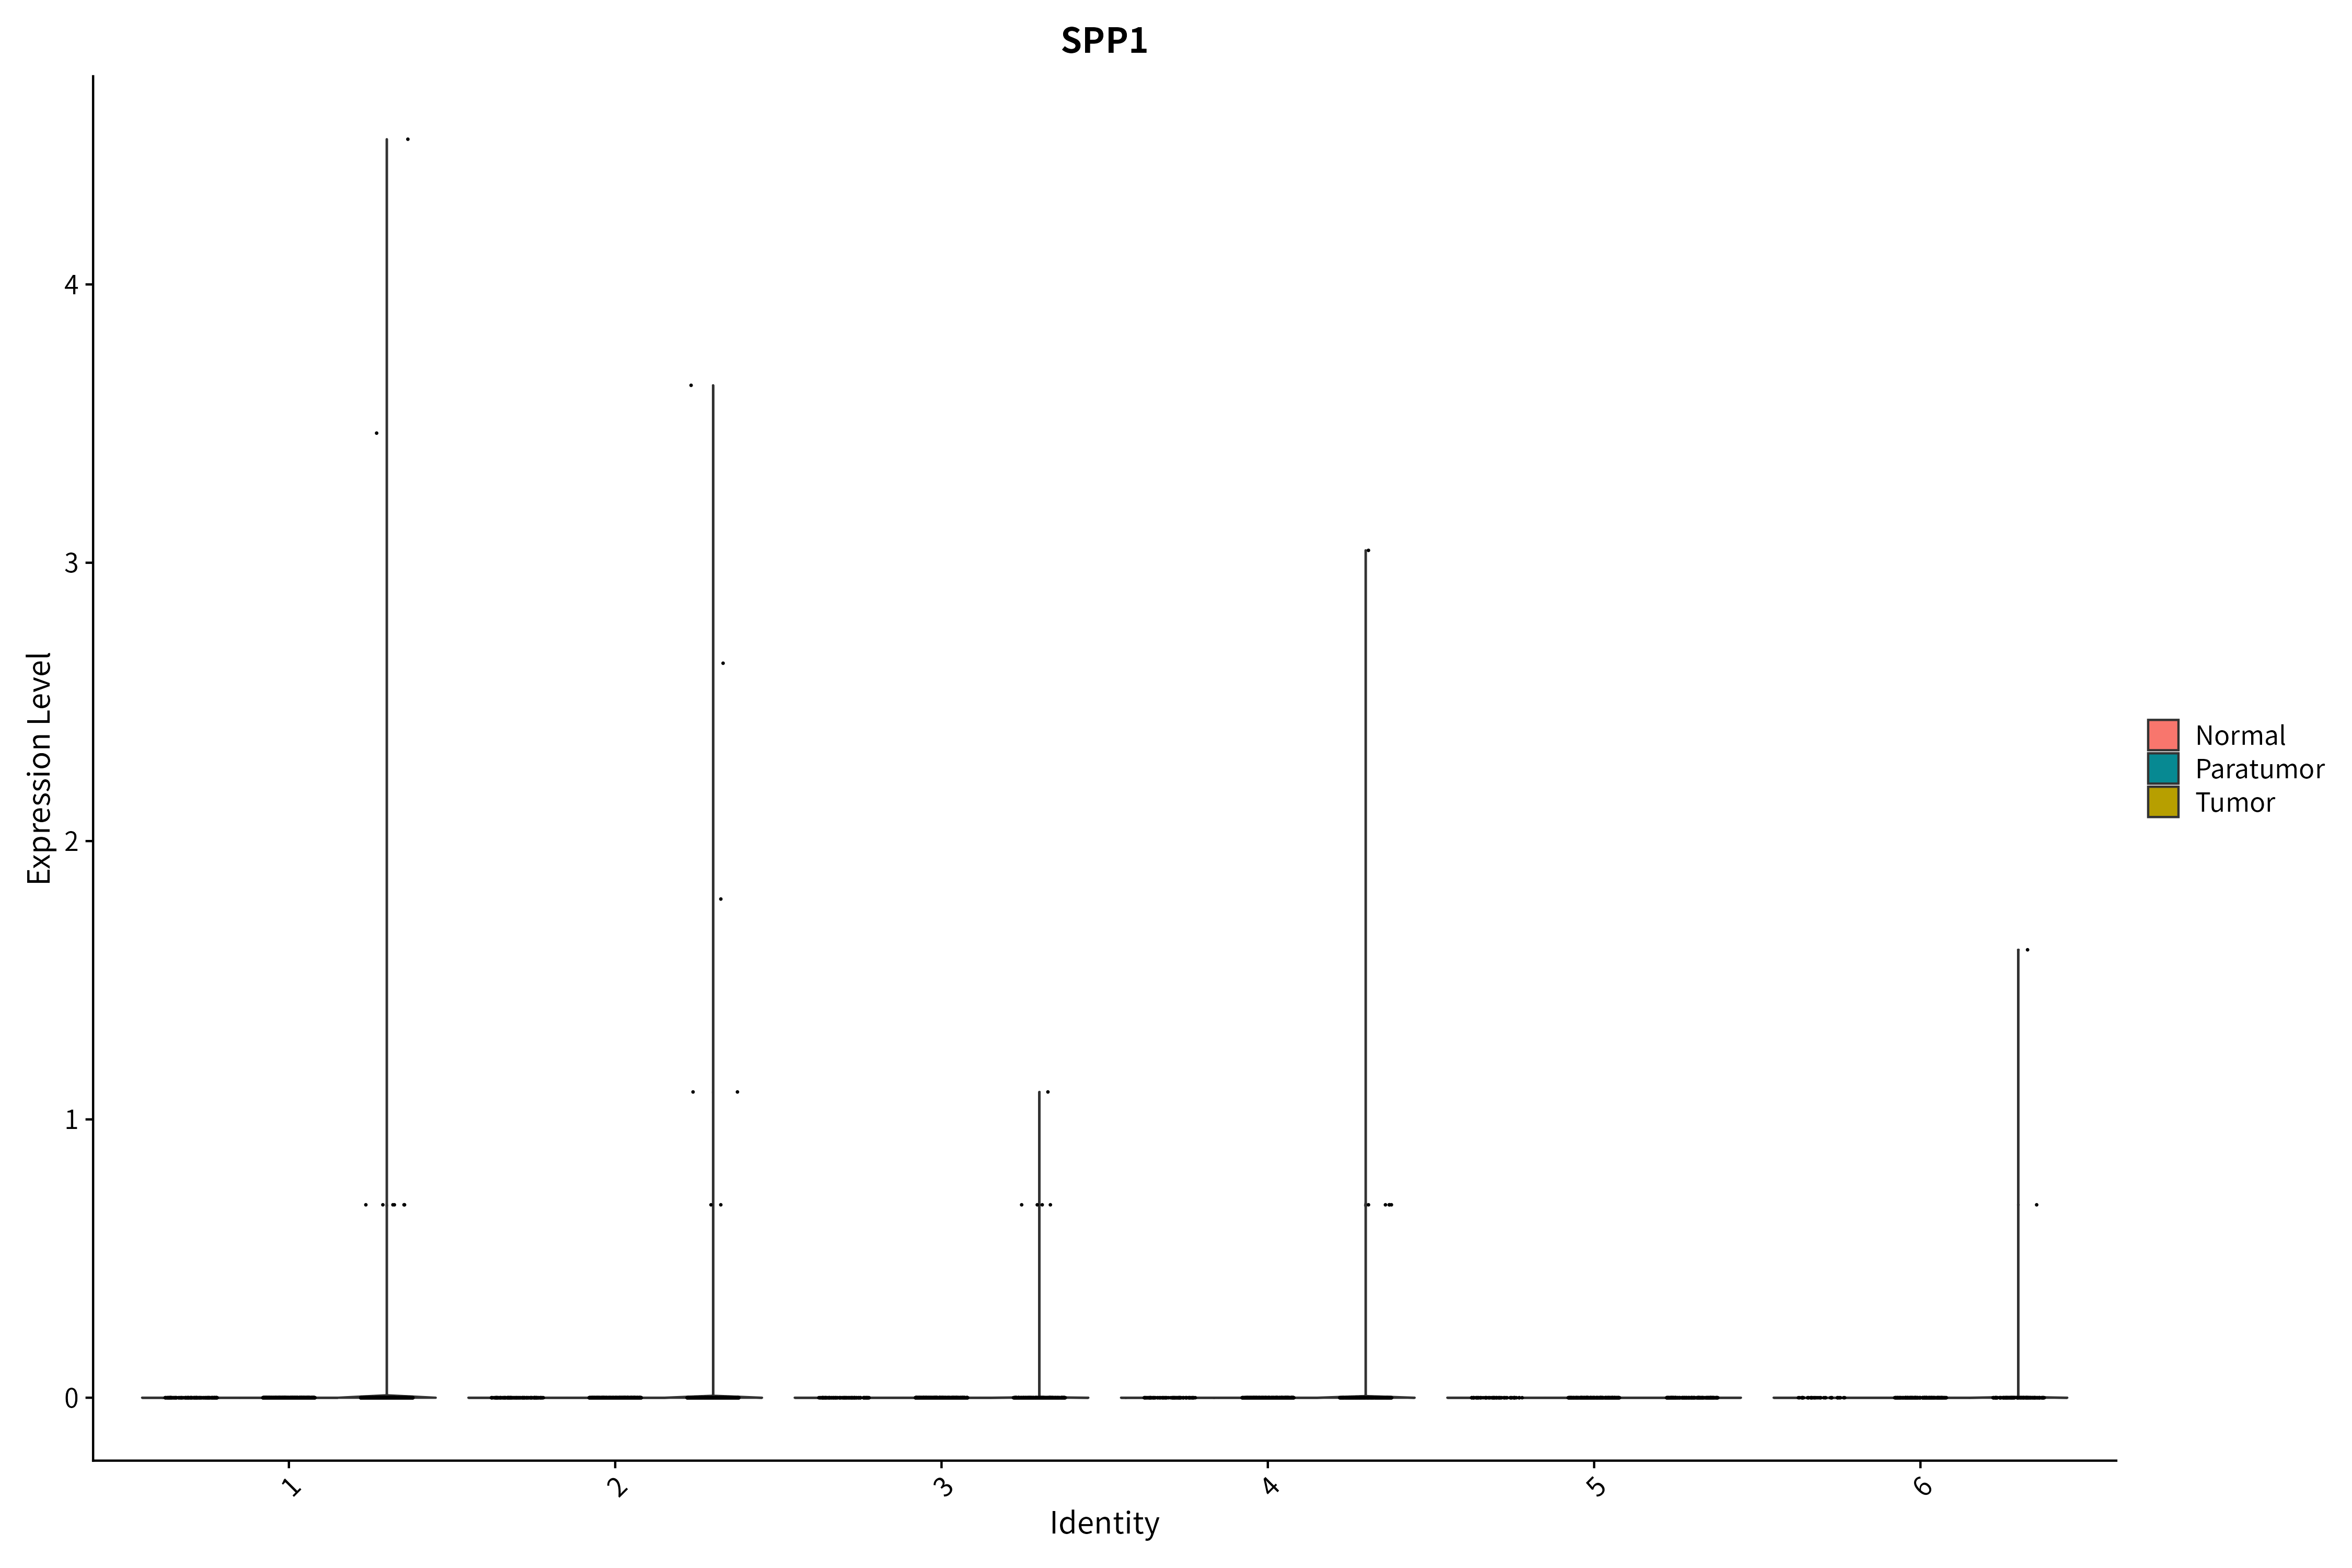 SPP1
Expression Level
4
3
2
1
0
1 2 3 4 5 6
Identity
Normal
Paratumor
Tumor